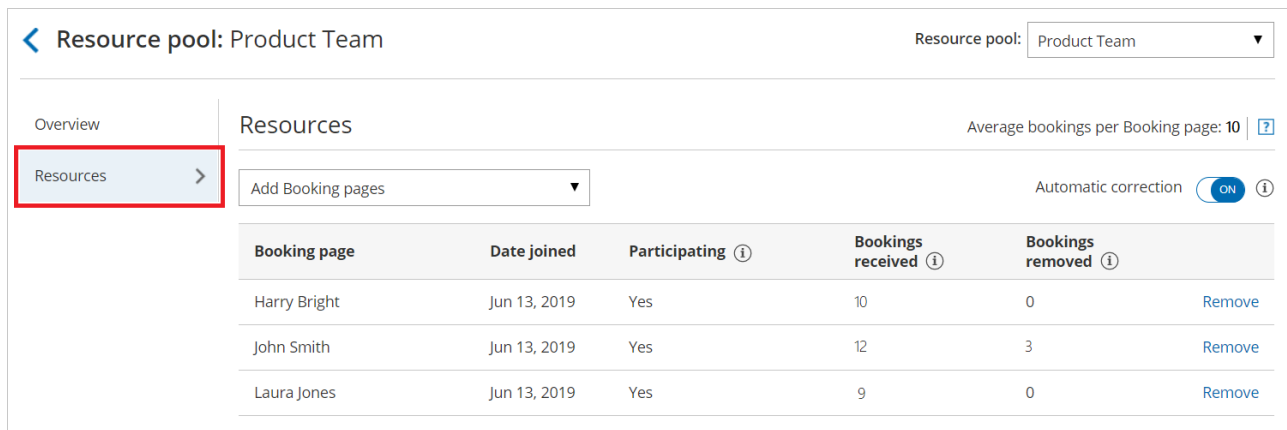 Resource pool: Product Team
Resource pool: Product Team
Overview
Resources
Resources
Average bookings per Booking page: 10 ?
Add Booking pages
Automatic correction ON i
Booking page Date joined Participating i Bookings received i Bookings removed i
Harry Bright Jun 13, 2019 Yes 10 0 Remove
John Smith Jun 13, 2019 Yes 12 3 Remove
Laura Jones Jun 13, 2019 Yes 9 0 Remove